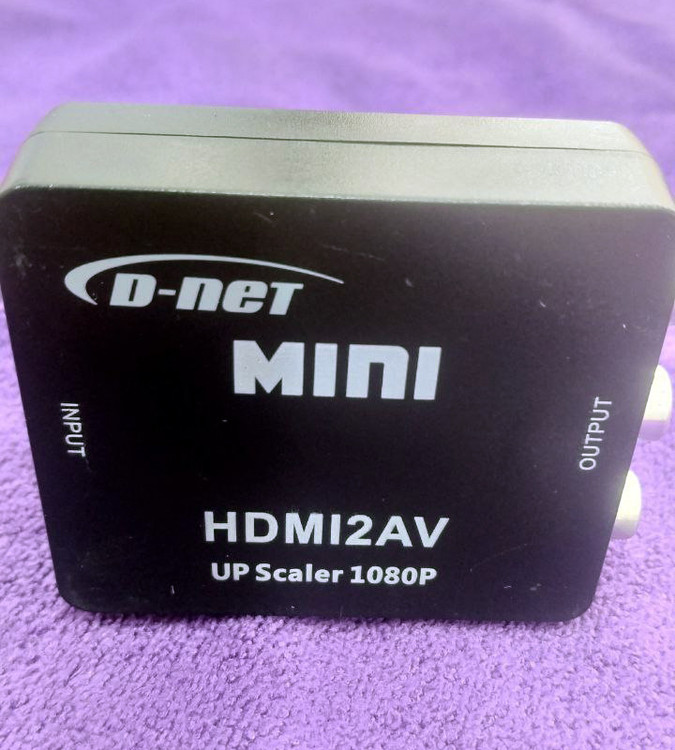 D-net
MINI
INPUT
OUTPUT
HDMI2AV
UP Scaler 1080P